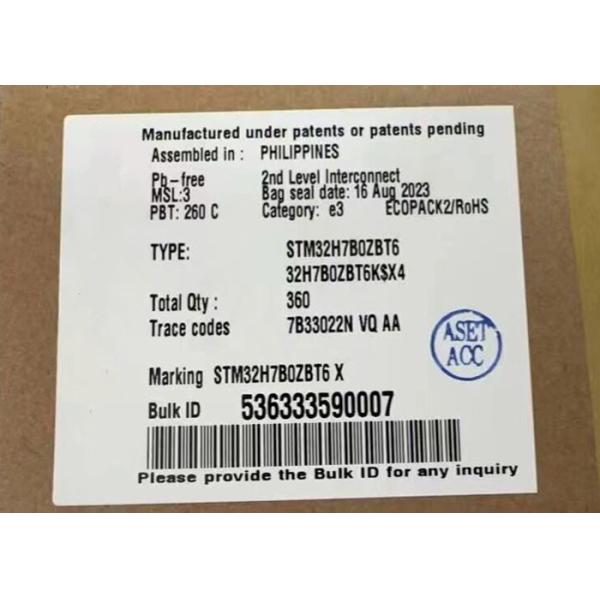 Manufactured under patents or patents pending
Assembled in : PHILIPPINES
Pb-free 2nd Level Interconnect
MSL:3 Bag seal date: 16 Aug 2023
PBT: 260 C Category: e3 ECOPACK2/RoHS
TYPE: STM32H7B0ZBT6
32H7B0ZBT6K$X4
Total Qty : 360
Trace codes 7B33022N VQ AA
ASET
ACC
Marking STM32H7B0ZBT6 X
Bulk ID 536333590007
Please provide the Bulk ID for any inquiry